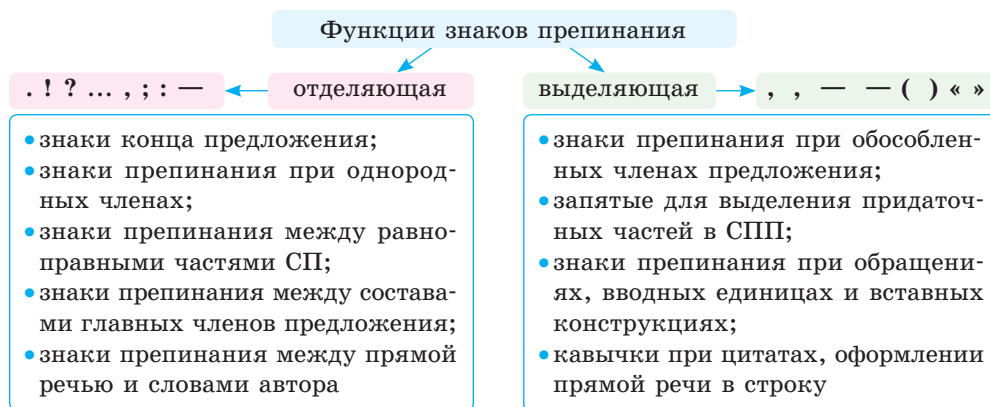 Функции знаков препинания
. ! ? ... , ; : —
отделяющая
выделяющая
, , — — ( ) « »
• знаки конца предложения;
• знаки препинания при однород-
ных членах;
• знаки препинания между равно-
правными частями СП;
• знаки препинания между состава-
ми главных членов предложения;
• знаки препинания между прямой
речью и словами автора
• знаки препинания при обособлен-
ных членах предложения;
• запятые для выделения придаточ-
ных частей в СПП;
• знаки препинания при обращени-
ях, вводных единицах и вставных
конструкциях;
• кавычки при цитатах, оформлении
прямой речи в строку